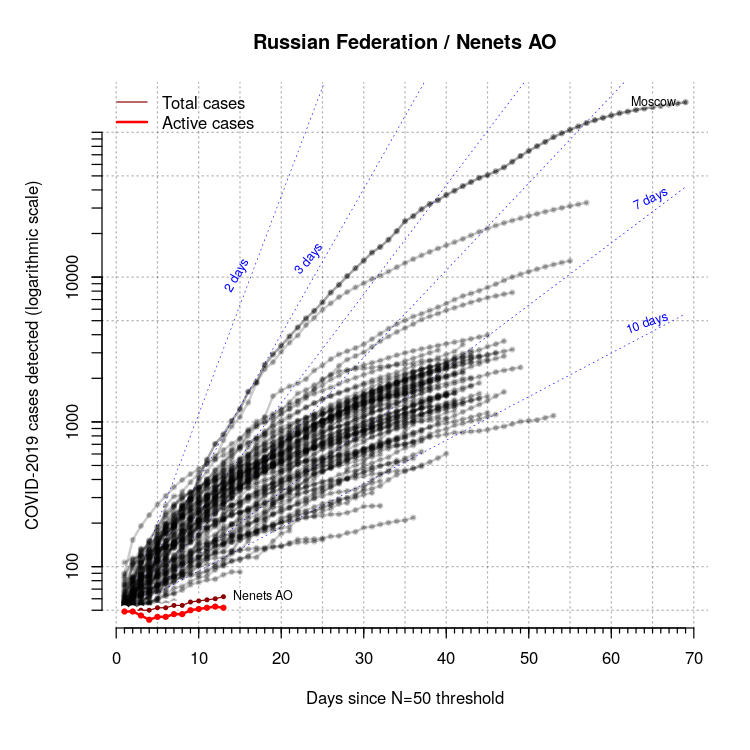 Russian Federation / Nenets AO
Total cases
Active cases
Moscow
2 days
3 days
7 days
10 days
Nenets AO
COVID-2019 cases detected (logarithmic scale)
10000
1000
100
0 10 20 30 40 50 60 70
Days since N=50 threshold